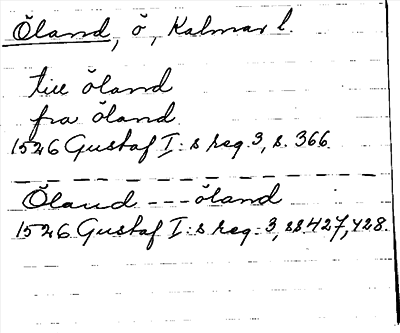 Öland, ö, Kalmar l.
till öland
fra öland
1526 Gustaf I:s reg. 3, s. 366
Öland --- öland
1526 Gustaf I:s reg. 3, ss 427, 428.